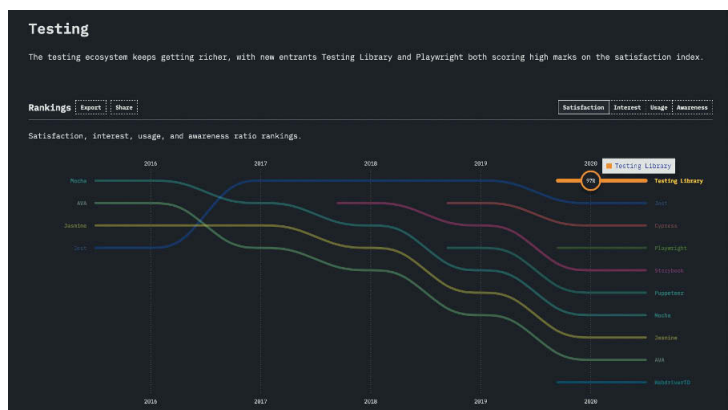 Testing
The testing ecosystem keeps getting richer, with new entrants Testing Library and Playwright both scoring high marks on the satisfaction index.
Rankings Export Share Satisfaction Interest Usage Awareness
Satisfaction, interest, usage, and awareness ratio rankings.
2016 2017 2018 2019 2020
Testing Library
Mocha 97% Testing Library
AVA Jest
Jasmine Cypress
Jest Playwright
Storybook
Puppeteer
Mocha
Jasmine
AVA
WebdriverIO
2016 2017 2018 2019 2020